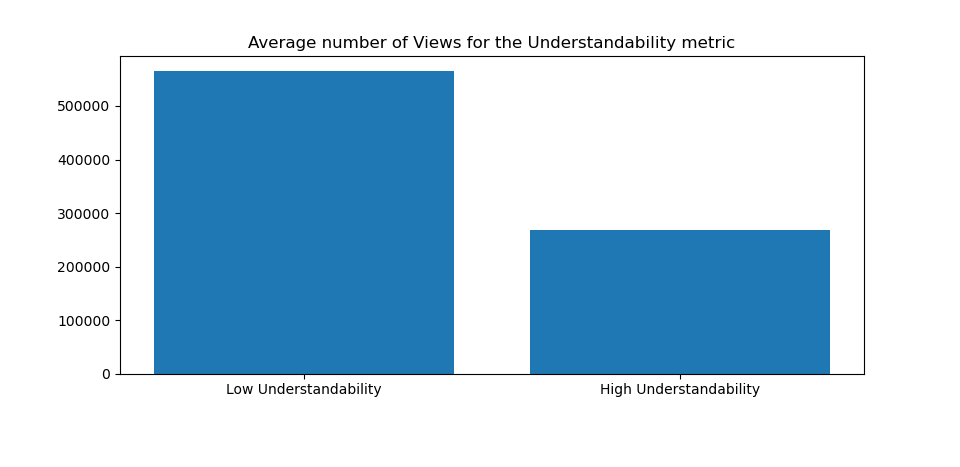 Average number of Views for the Understandability metric
500000
400000
300000
200000
100000
0
Low Understandability
High Understandability